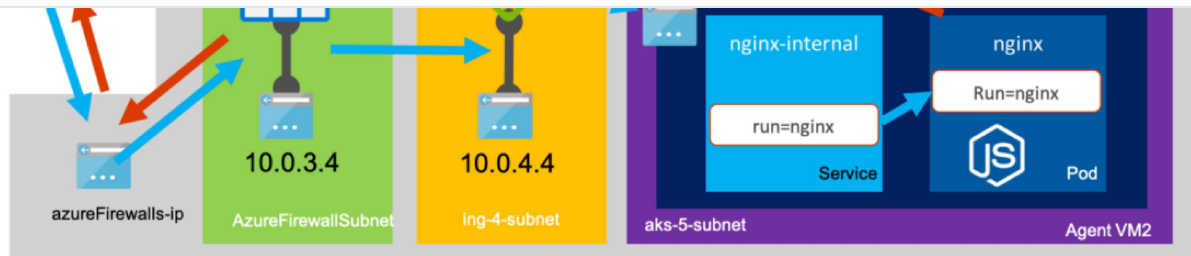 nginx-internal
nginx
Run=nginx
run=nginx
10.0.3.4
10.0.4.4
JS
Service
Pod
azureFirewalls-ip
AzureFirewallSubnet
ing-4-subnet
aks-5-subnet
Agent VM2